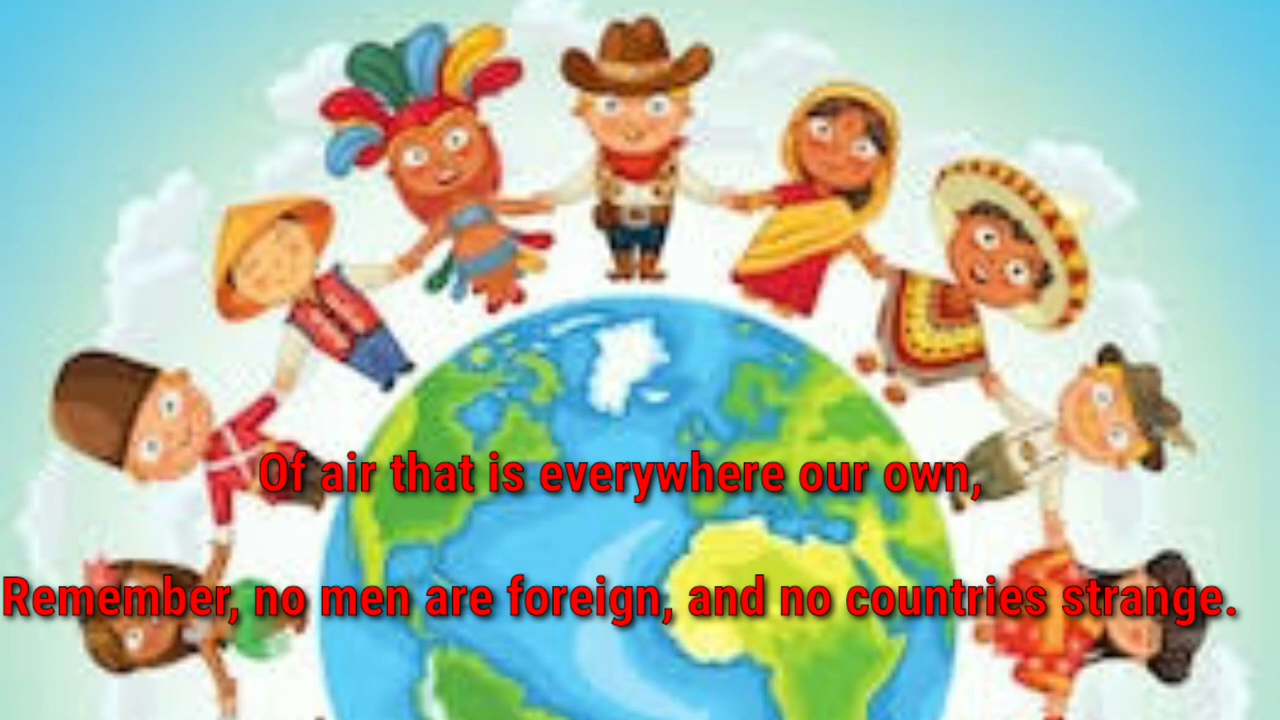 Of air that is everywhere our own,
Remember, no men are foreign, and no countries strange.